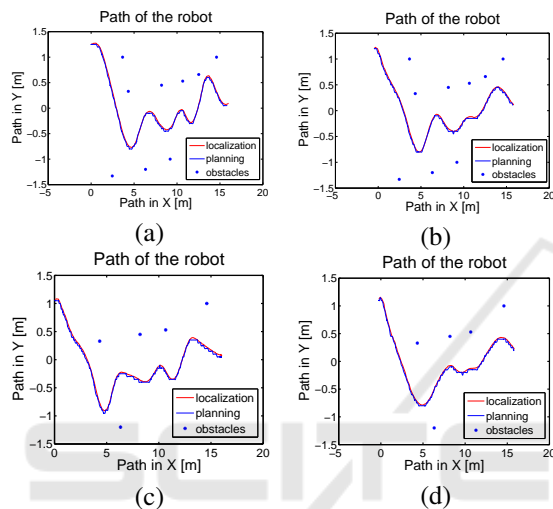 Path of the robot
Path of the robot
1.5
1
0.5
0
-0.5
-1
-1.5
Path in Y [m]
localization
planning
obstacles
-5
0
5
10
15
20
Path in X [m]
(a)
1.5
1
0.5
0
-0.5
-1
-1.5
Path in Y [m]
localization
planning
obstacles
-5
0
5
10
15
20
Path in X [m]
(b)
Path of the robot
Path of the robot
1.5
1
0.5
0
-0.5
-1
-1.5
Path in Y [m]
localization
planning
obstacles
0
5
10
15
20
Path in X [m]
(c)
1.5
1
0.5
0
-0.5
-1
-1.5
Path in Y [m]
localization
planning
obstacles
-5
0
5
10
15
20
Path in X [m]
(d)
SCITE